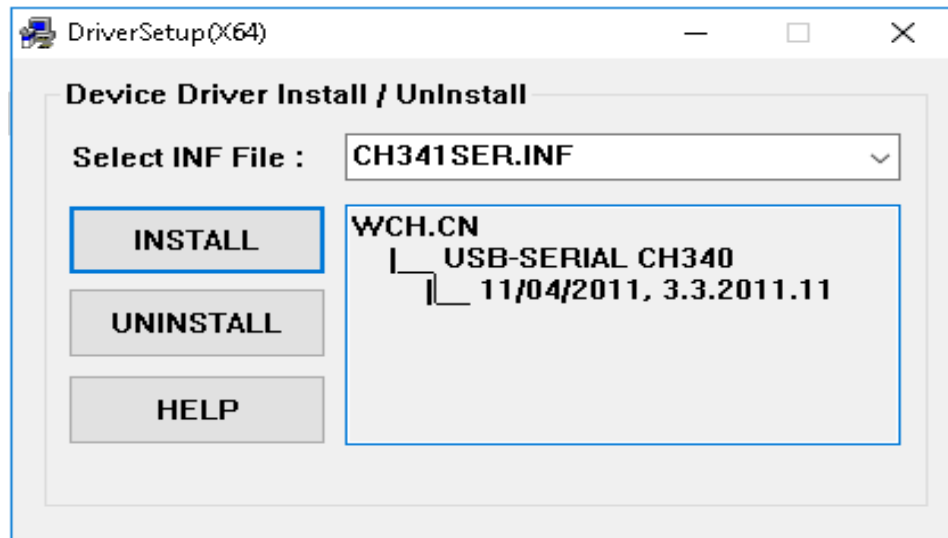 DriverSetup(X64)
Device Driver Install / UnInstall
Select INF File :
CH341SER.INF
INSTALL
UNINSTALL
HELP
WCH.CN
|__ USB-SERIAL CH340
|__ 11/04/2011, 3.3.2011.11